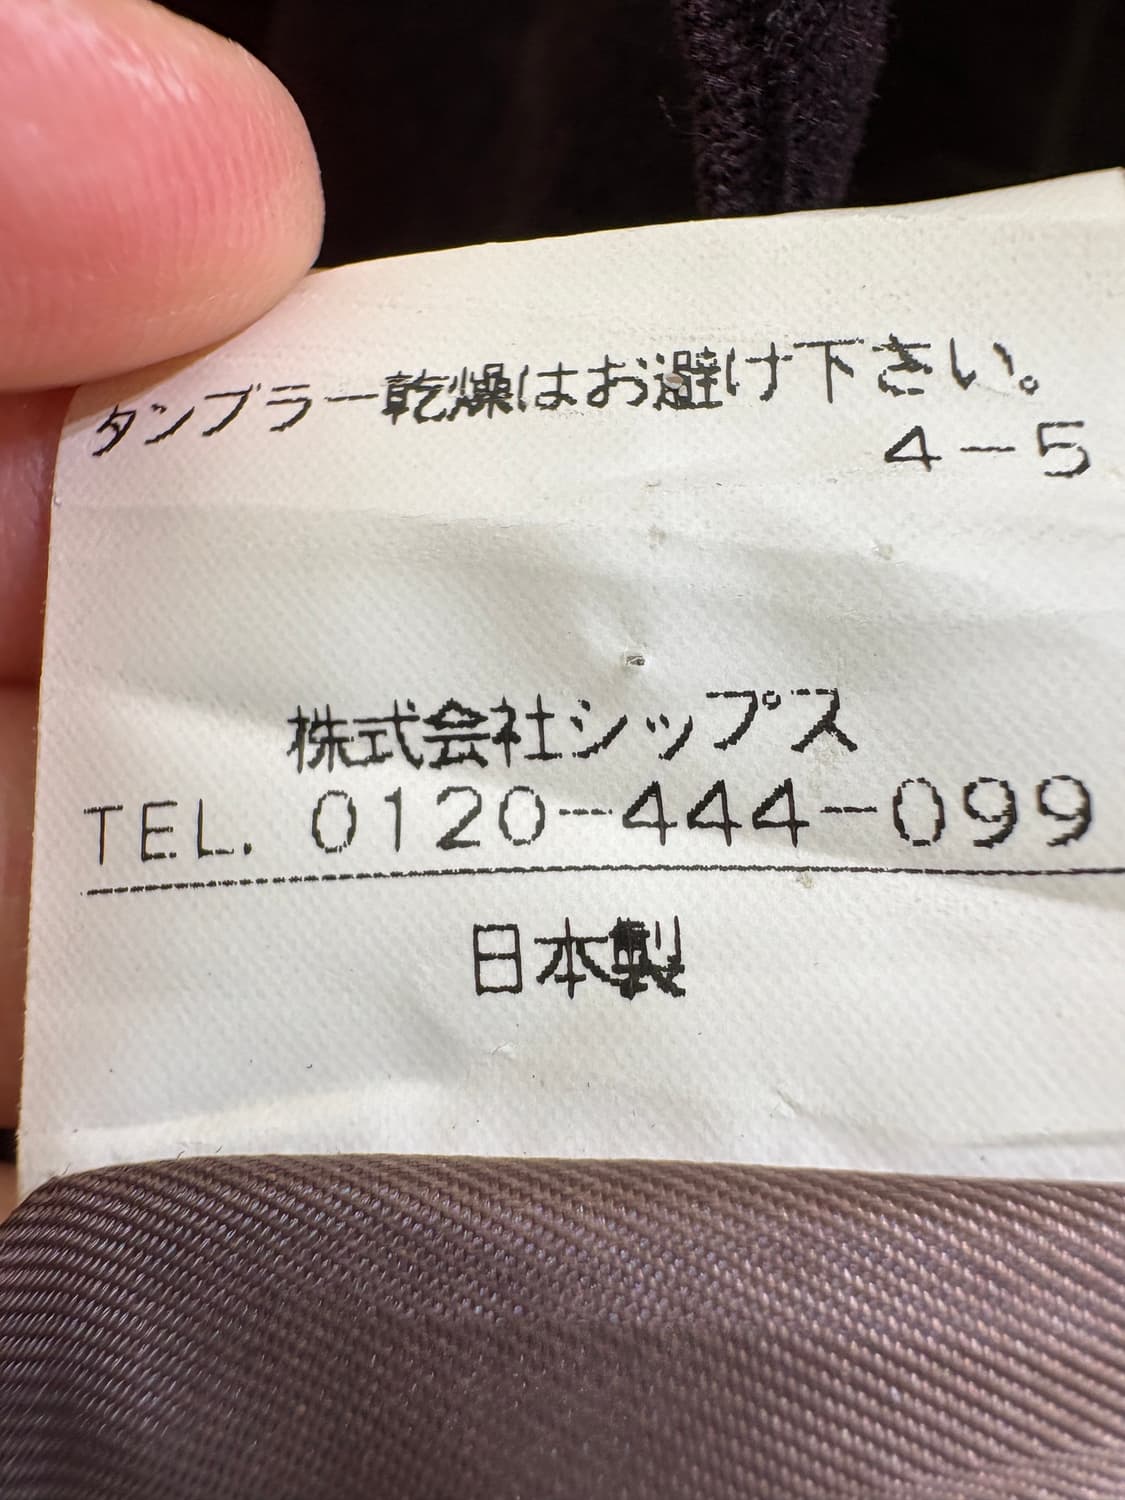 タンブラー乾燥はお避け下さい。
4-5
株式会社シップス
TEL. 0120-444-099
日本製